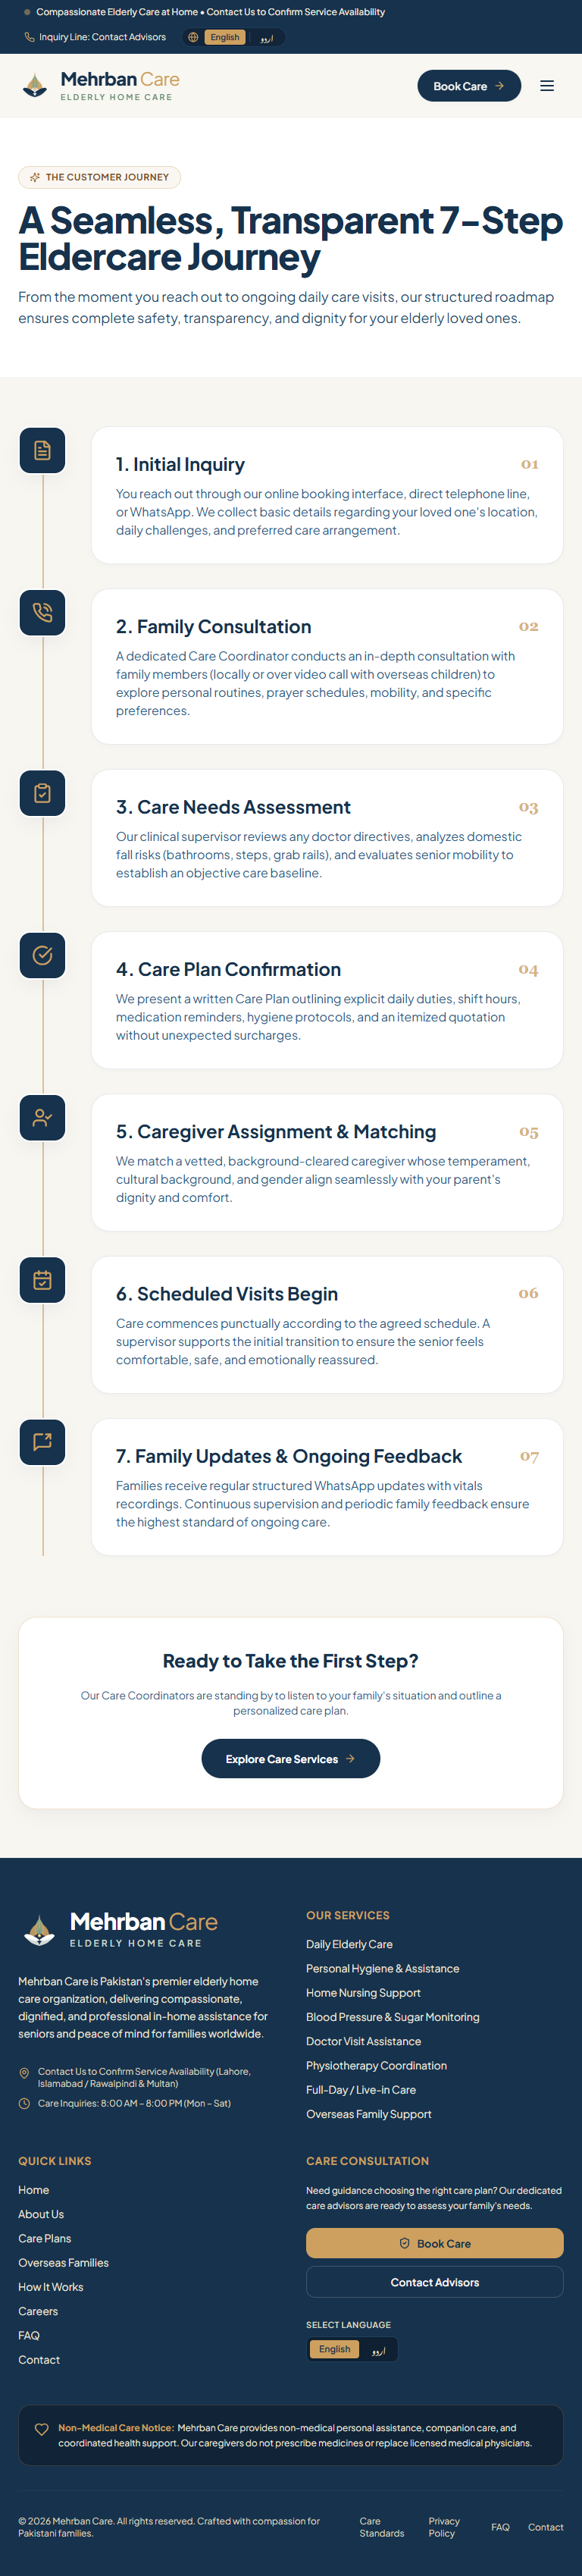 Compassionate Elderly Care at Home • Contact Us to Confirm Service Availability
Inquiry Line: Contact Advisors
English
اردو
Mehrban Care
ELDERLY HOME CARE
Book Care
THE CUSTOMER JOURNEY
A Seamless, Transparent 7-Step
Eldercare Journey
From the moment you reach out to ongoing daily care visits, our structured roadmap
ensures complete safety, transparency, and dignity for your elderly loved ones.
1. Initial Inquiry
01
You reach out through our online booking interface, direct telephone line,
or WhatsApp. We collect basic details regarding your loved one's location,
daily challenges, and preferred care arrangement.
2. Family Consultation
02
A dedicated Care Coordinator conducts an in-depth consultation with
family members (locally or over video call with overseas children) to
explore personal routines, prayer schedules, mobility, and specific
preferences.
3. Care Needs Assessment
03
Our clinical supervisor reviews any doctor directives, analyzes domestic
fall risks (bathrooms, steps, grab rails), and evaluates senior mobility to
establish an objective care baseline.
4. Care Plan Confirmation
04
We present a written Care Plan outlining explicit daily duties, shift hours,
medication reminders, hygiene protocols, and an itemized quotation
without unexpected surcharges.
5. Caregiver Assignment & Matching
05
We match a vetted, background-cleared caregiver whose temperament,
cultural background, and gender align seamlessly with your parent's
dignity and comfort.
6. Scheduled Visits Begin
06
Care commences punctually according to the agreed schedule. A
supervisor supports the initial transition to ensure the senior feels
comfortable, safe, and emotionally reassured.
7. Family Updates & Ongoing Feedback
07
Families receive regular structured WhatsApp updates with vitals
recordings. Continuous supervision and periodic family feedback ensure
the highest standard of ongoing care.
Ready to Take the First Step?
Our Care Coordinators are standing by to listen to your family's situation and outline a
personalized care plan.
Explore Care Services
Mehrban Care
ELDERLY HOME CARE
Mehrban Care is Pakistan's premier elderly home
care organization, delivering compassionate,
dignified, and professional in-home assistance for
seniors and peace of mind for families worldwide.
Contact Us to Confirm Service Availability (Lahore,
Islamabad / Rawalpindi & Multan)
Care Inquiries: 8:00 AM – 8:00 PM (Mon – Sat)
OUR SERVICES
Daily Elderly Care
Personal Hygiene & Assistance
Home Nursing Support
Blood Pressure & Sugar Monitoring
Doctor Visit Assistance
Physiotherapy Coordination
Full-Day / Live-in Care
Overseas Family Support
QUICK LINKS
Home
About Us
Care Plans
Overseas Families
How It Works
Careers
FAQ
Contact
CARE CONSULTATION
Need guidance choosing the right care plan? Our dedicated
care advisors are ready to assess your family's needs.
Book Care
Contact Advisors
SELECT LANGUAGE
English
اردو
Non-Medical Care Notice: Mehrban Care provides non-medical personal assistance, companion care, and
coordinated health support. Our caregivers do not prescribe medicines or replace licensed medical physicians.
© 2026 Mehrban Care. All rights reserved. Crafted with compassion for
Pakistani families.
Care
Standards
Privacy
Policy
FAQ
Contact